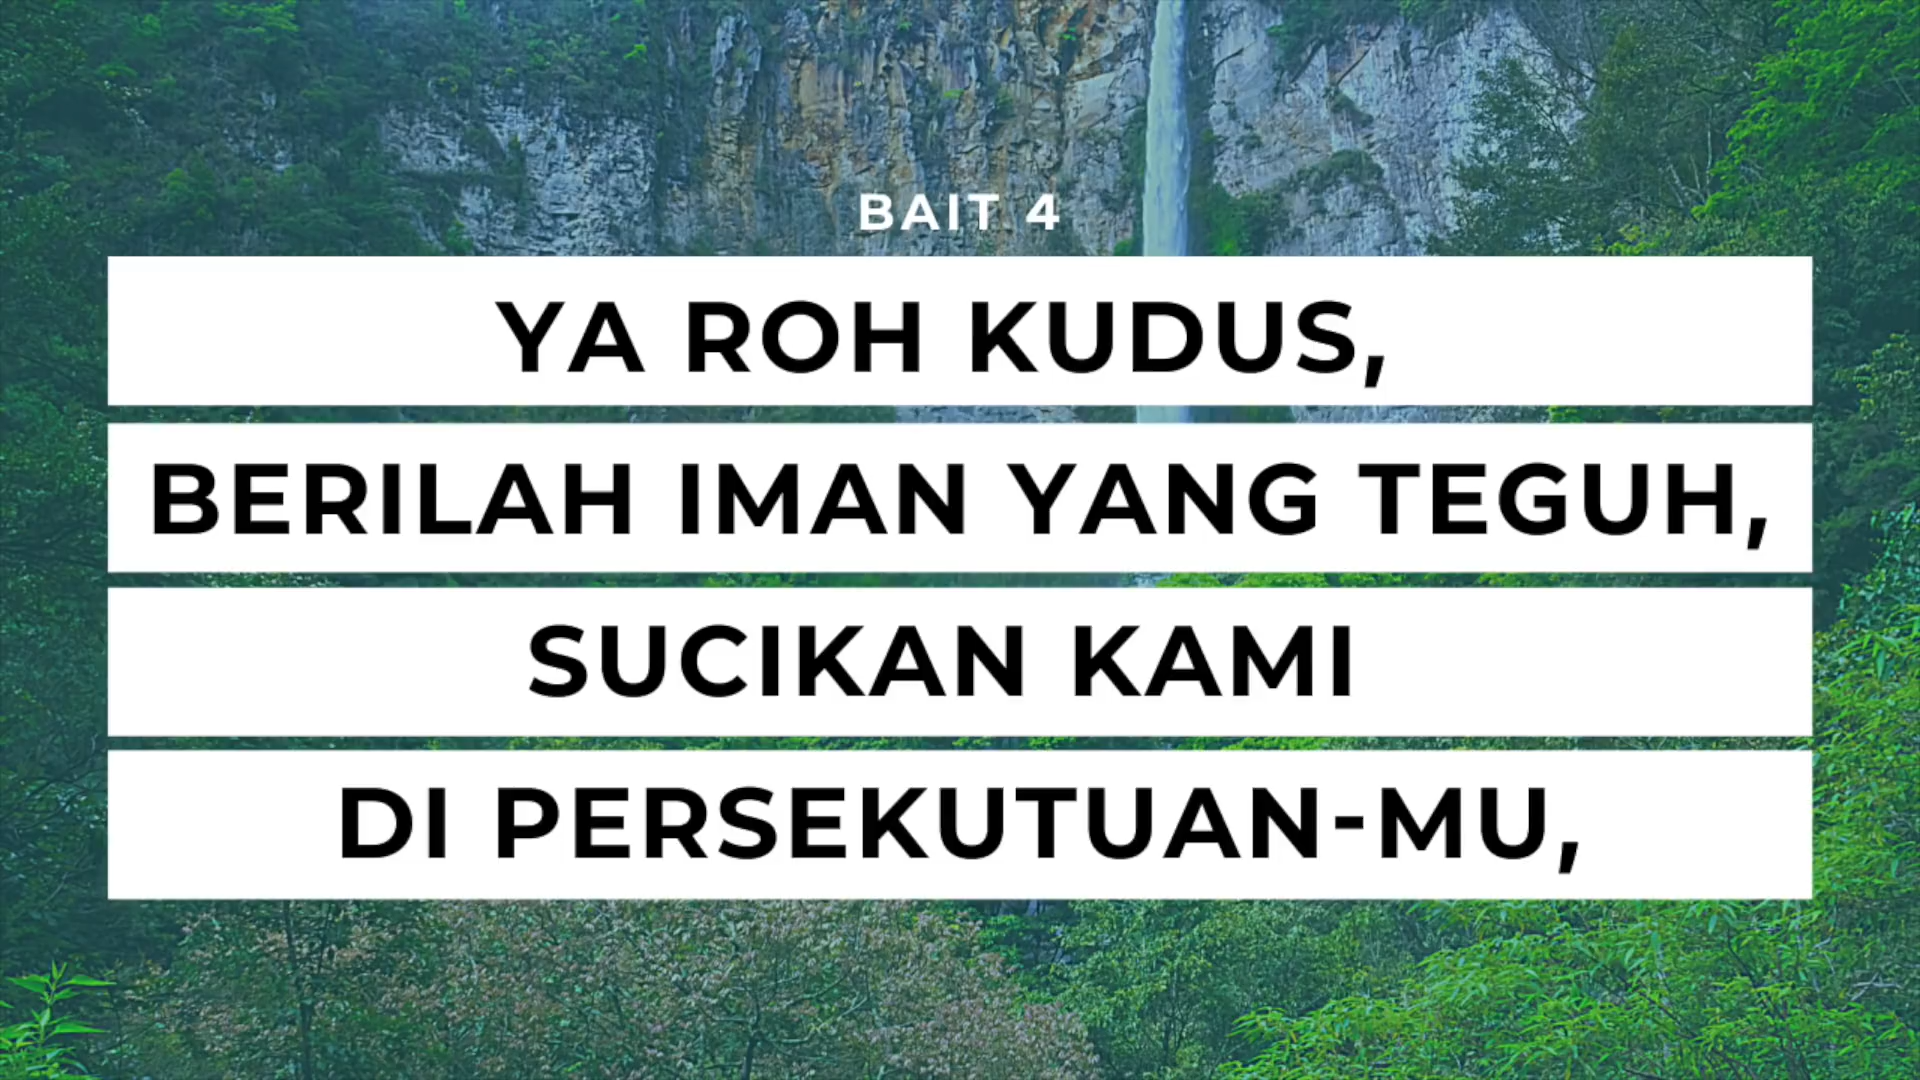 BAIT 4
YA ROH KUDUS,
BERILAH IMAN YANG TEGUH,
SUCIKAN KAMI
DI PERSEKUTUAN-MU,